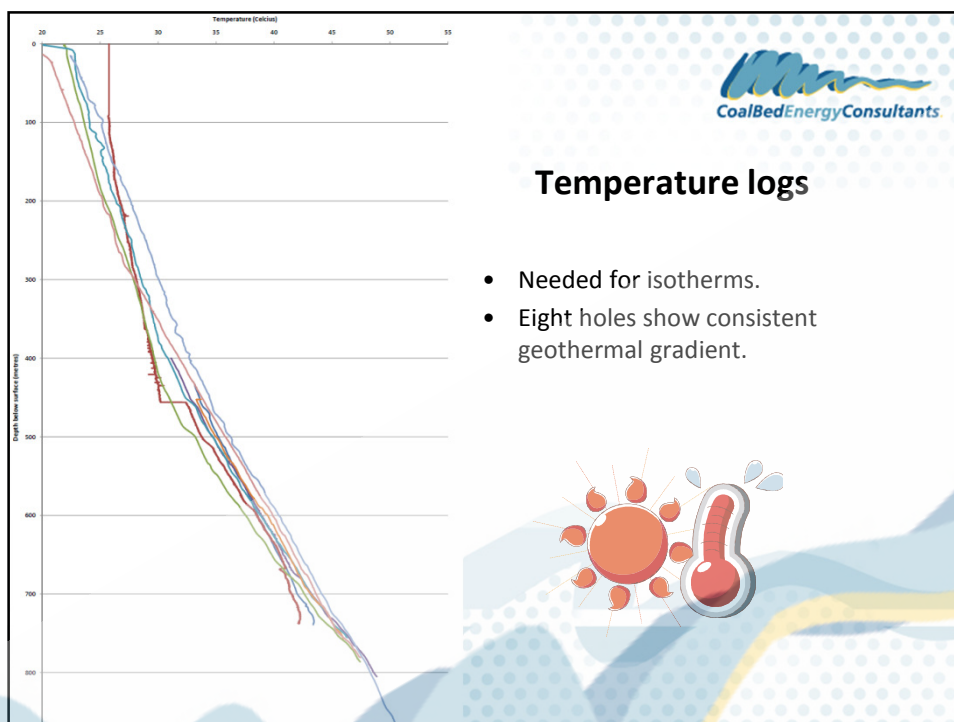 Temperature (Celcius)
20 25 30 35 40 45 50 55
0
100
200
300
400
500
600
700
800
Depth below surface (metres)
CoalBedEnergyConsultants
Temperature logs
• Needed for isotherms.
• Eight holes show consistent
geothermal gradient.